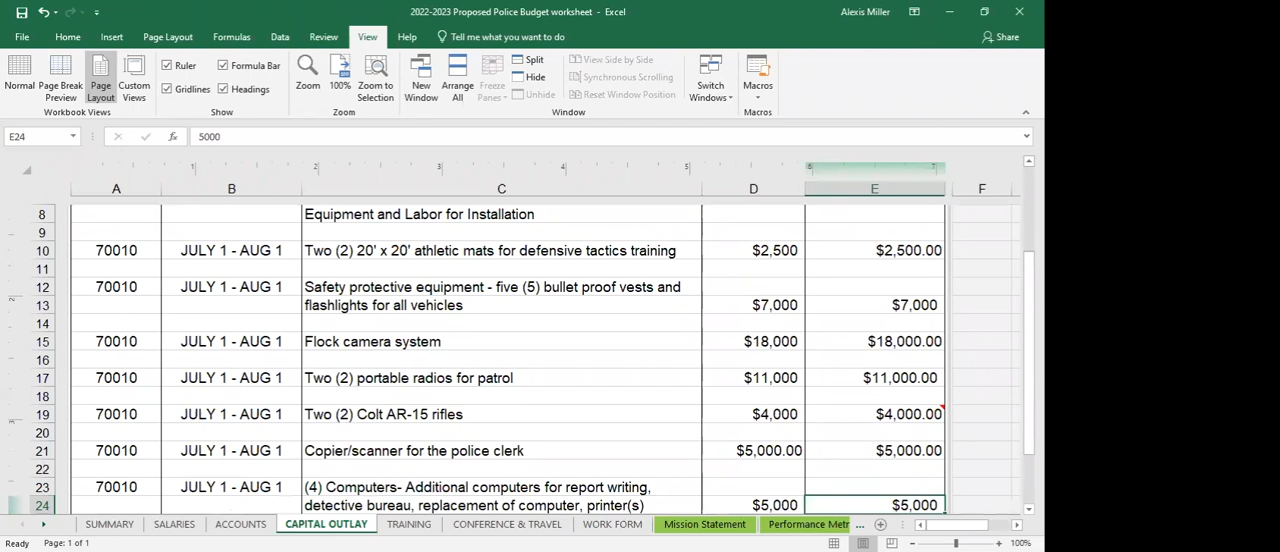 2022-2023 Proposed Police Budget worksheet - Excel
Alexis Miller
File Home Insert Page Layout Formulas Data Review View Help Tell me what you want to do Share
Normal Page Break Preview Page Layout Custom Views
Workbook Views
Ruler Formula Bar
Gridlines Headings
Show
Zoom 100% Zoom to Selection
Zoom
New Window Arrange All Freeze Panes
Split
Hide
Unhide
View Side by Side
Synchronous Scrolling
Reset Window Position
Window
Switch Windows
Macros
Macros
E24 fx 5000
1 2 3 4 5 6 7
A B C D E F
8 Equipment and Labor for Installation
9
10 70010 JULY 1 - AUG 1 Two (2) 20' x 20' athletic mats for defensive tactics training $2,500 $2,500.00
11
12 70010 JULY 1 - AUG 1 Safety protective equipment - five (5) bullet proof vests and
13 flashlights for all vehicles $7,000 $7,000
14
15 70010 JULY 1 - AUG 1 Flock camera system $18,000 $18,000.00
16
17 70010 JULY 1 - AUG 1 Two (2) portable radios for patrol $11,000 $11,000.00
18
19 70010 JULY 1 - AUG 1 Two (2) Colt AR-15 rifles $4,000 $4,000.00
20
21 70010 JULY 1 - AUG 1 Copier/scanner for the police clerk $5,000.00 $5,000.00
22
23 70010 JULY 1 - AUG 1 (4) Computers- Additional computers for report writing,
24 detective bureau, replacement of computer, printer(s) $5,000 $5,000
SUMMARY SALARIES ACCOUNTS CAPITAL OUTLAY TRAINING CONFERENCE & TRAVEL WORK FORM Mission Statement Performance Metr ...
Ready Page: 1 of 1 100%